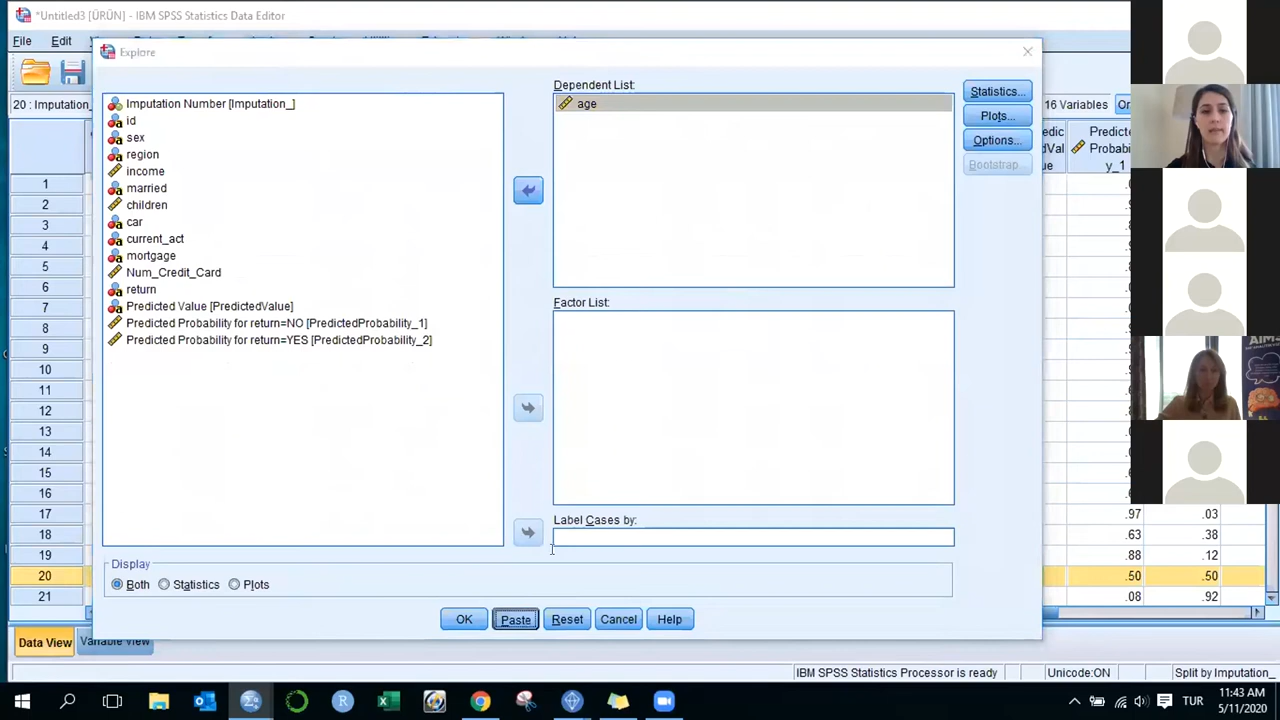 *Untitled3 [ÜRÜN] - IBM SPSS Statistics Data Editor
File Edit
Explore
20 : Imputation_
16 Variables
Imputation Number [Imputation_]
id
sex
region
income
married
children
car
current_act
mortgage
Num_Credit_Card
return
Predicted Value [PredictedValue]
Predicted Probability for return=NO [PredictedProbability_1]
Predicted Probability for return=YES [PredictedProbability_2]
Dependent List:
age
Factor List:
Label Cases by:
Statistics...
Plots...
Options...
Bootstrap...
Display
Both Statistics Plots
OK Paste Reset Cancel Help
1
2
3
4
5
6
7
8
9
10
11
12
13
14
15
16
17 .97 .03
18 .63 .38
19 .88 .12
20 .50 .50
21 .08 .92
y_1
Data View Variable View
IBM SPSS Statistics Processor is ready Unicode:ON Split by Imputation_
TUR
11:43 AM
5/11/2020
AIMS